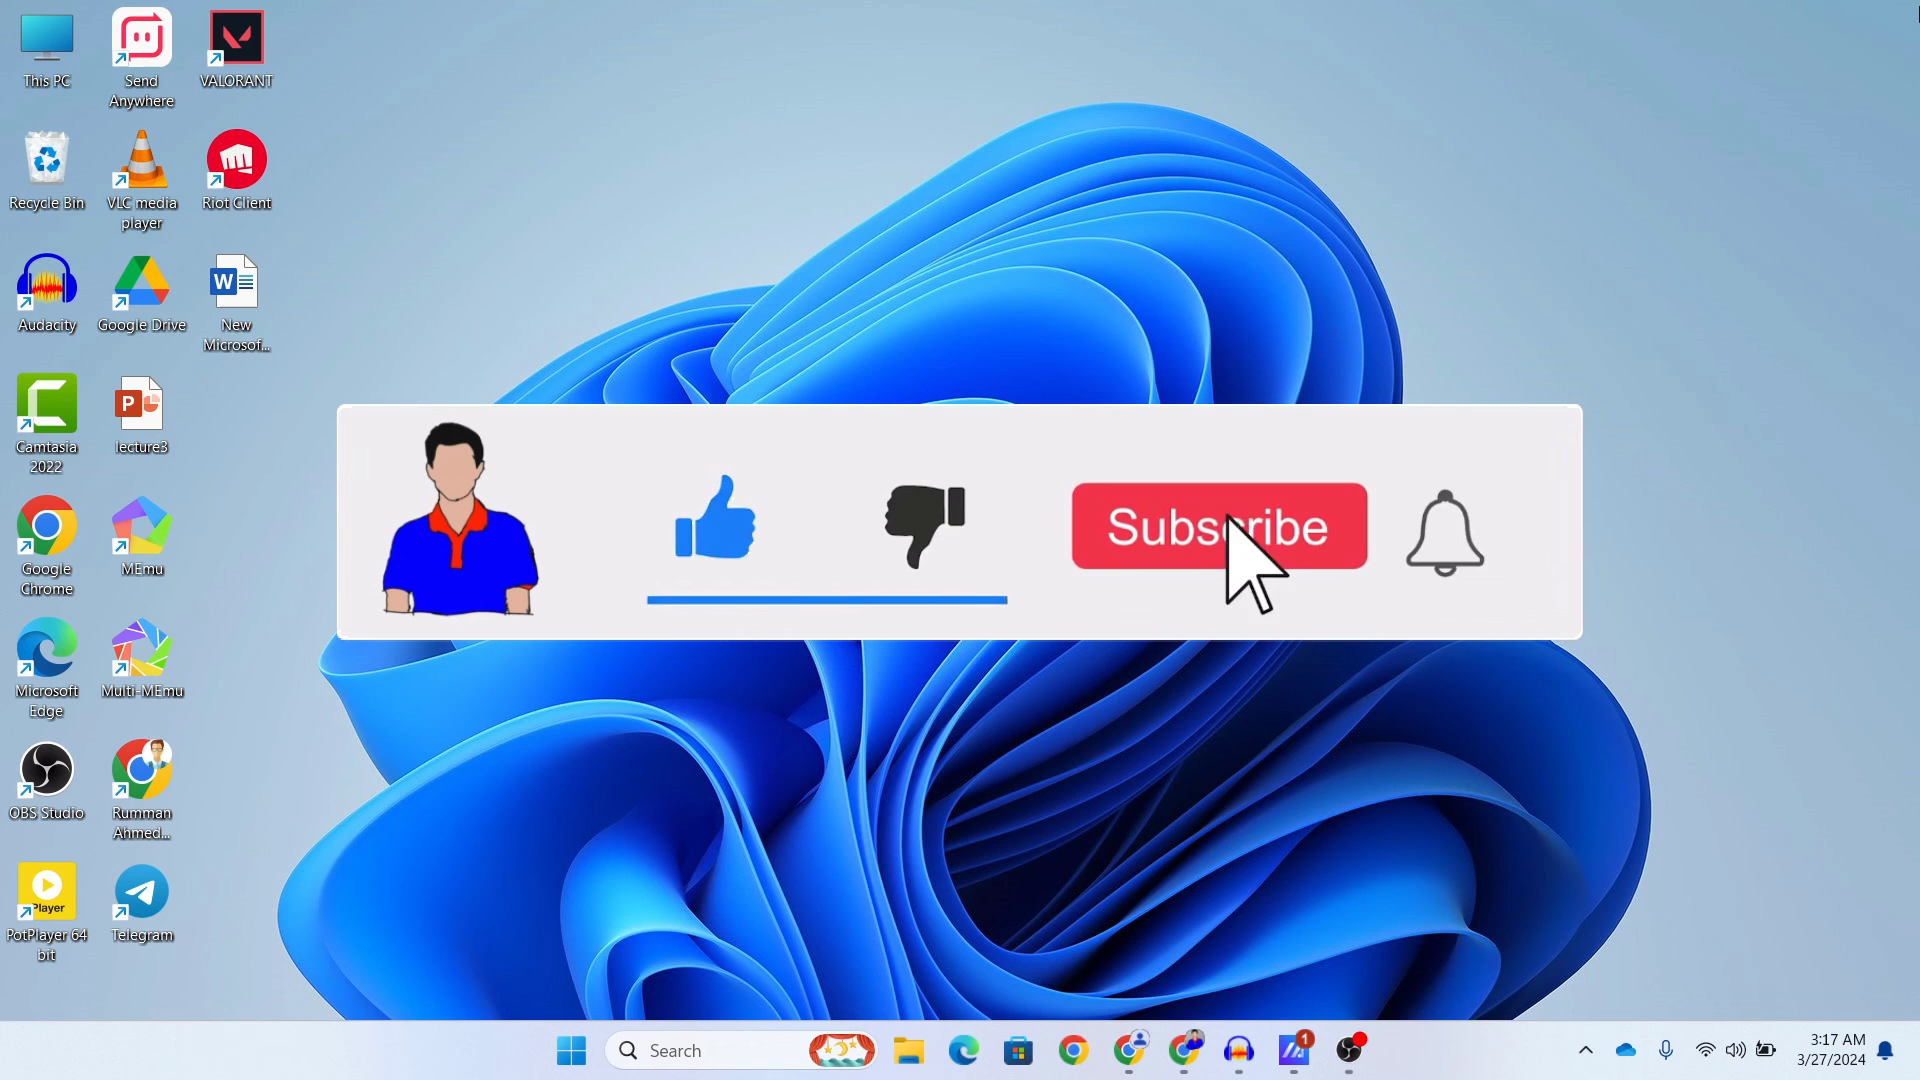 This PC
Send
Anywhere
VALORANT
Recycle Bin
VLC media
player
Riot Client
Audacity
Google Drive
W
New
Microsof...
Camtasia
2022
P
lecture3
Google
Chrome
MEmu
Microsoft
Edge
Multi-MEmu
OBS Studio
Rumman
Ahmed...
Player
PotPlayer 64
bit
Telegram
Subscribe
Search
1
3:17 AM
3/27/2024